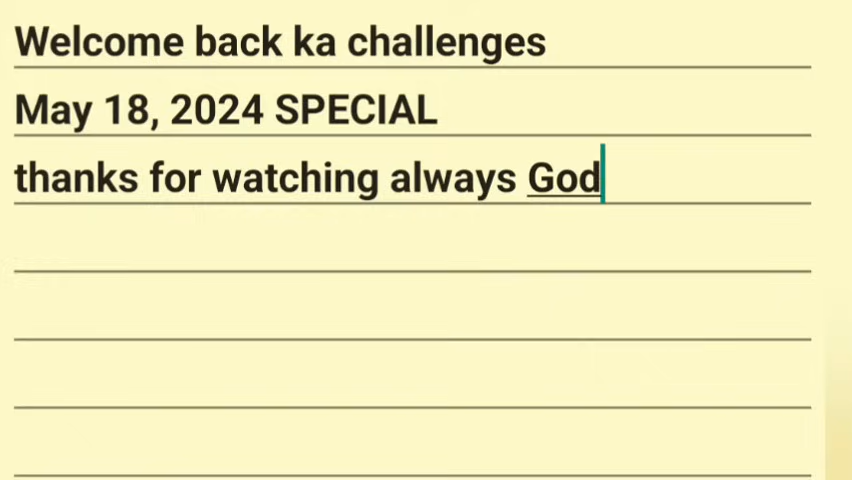 Welcome back ka challenges
May 18, 2024 SPECIAL
thanks for watching always God